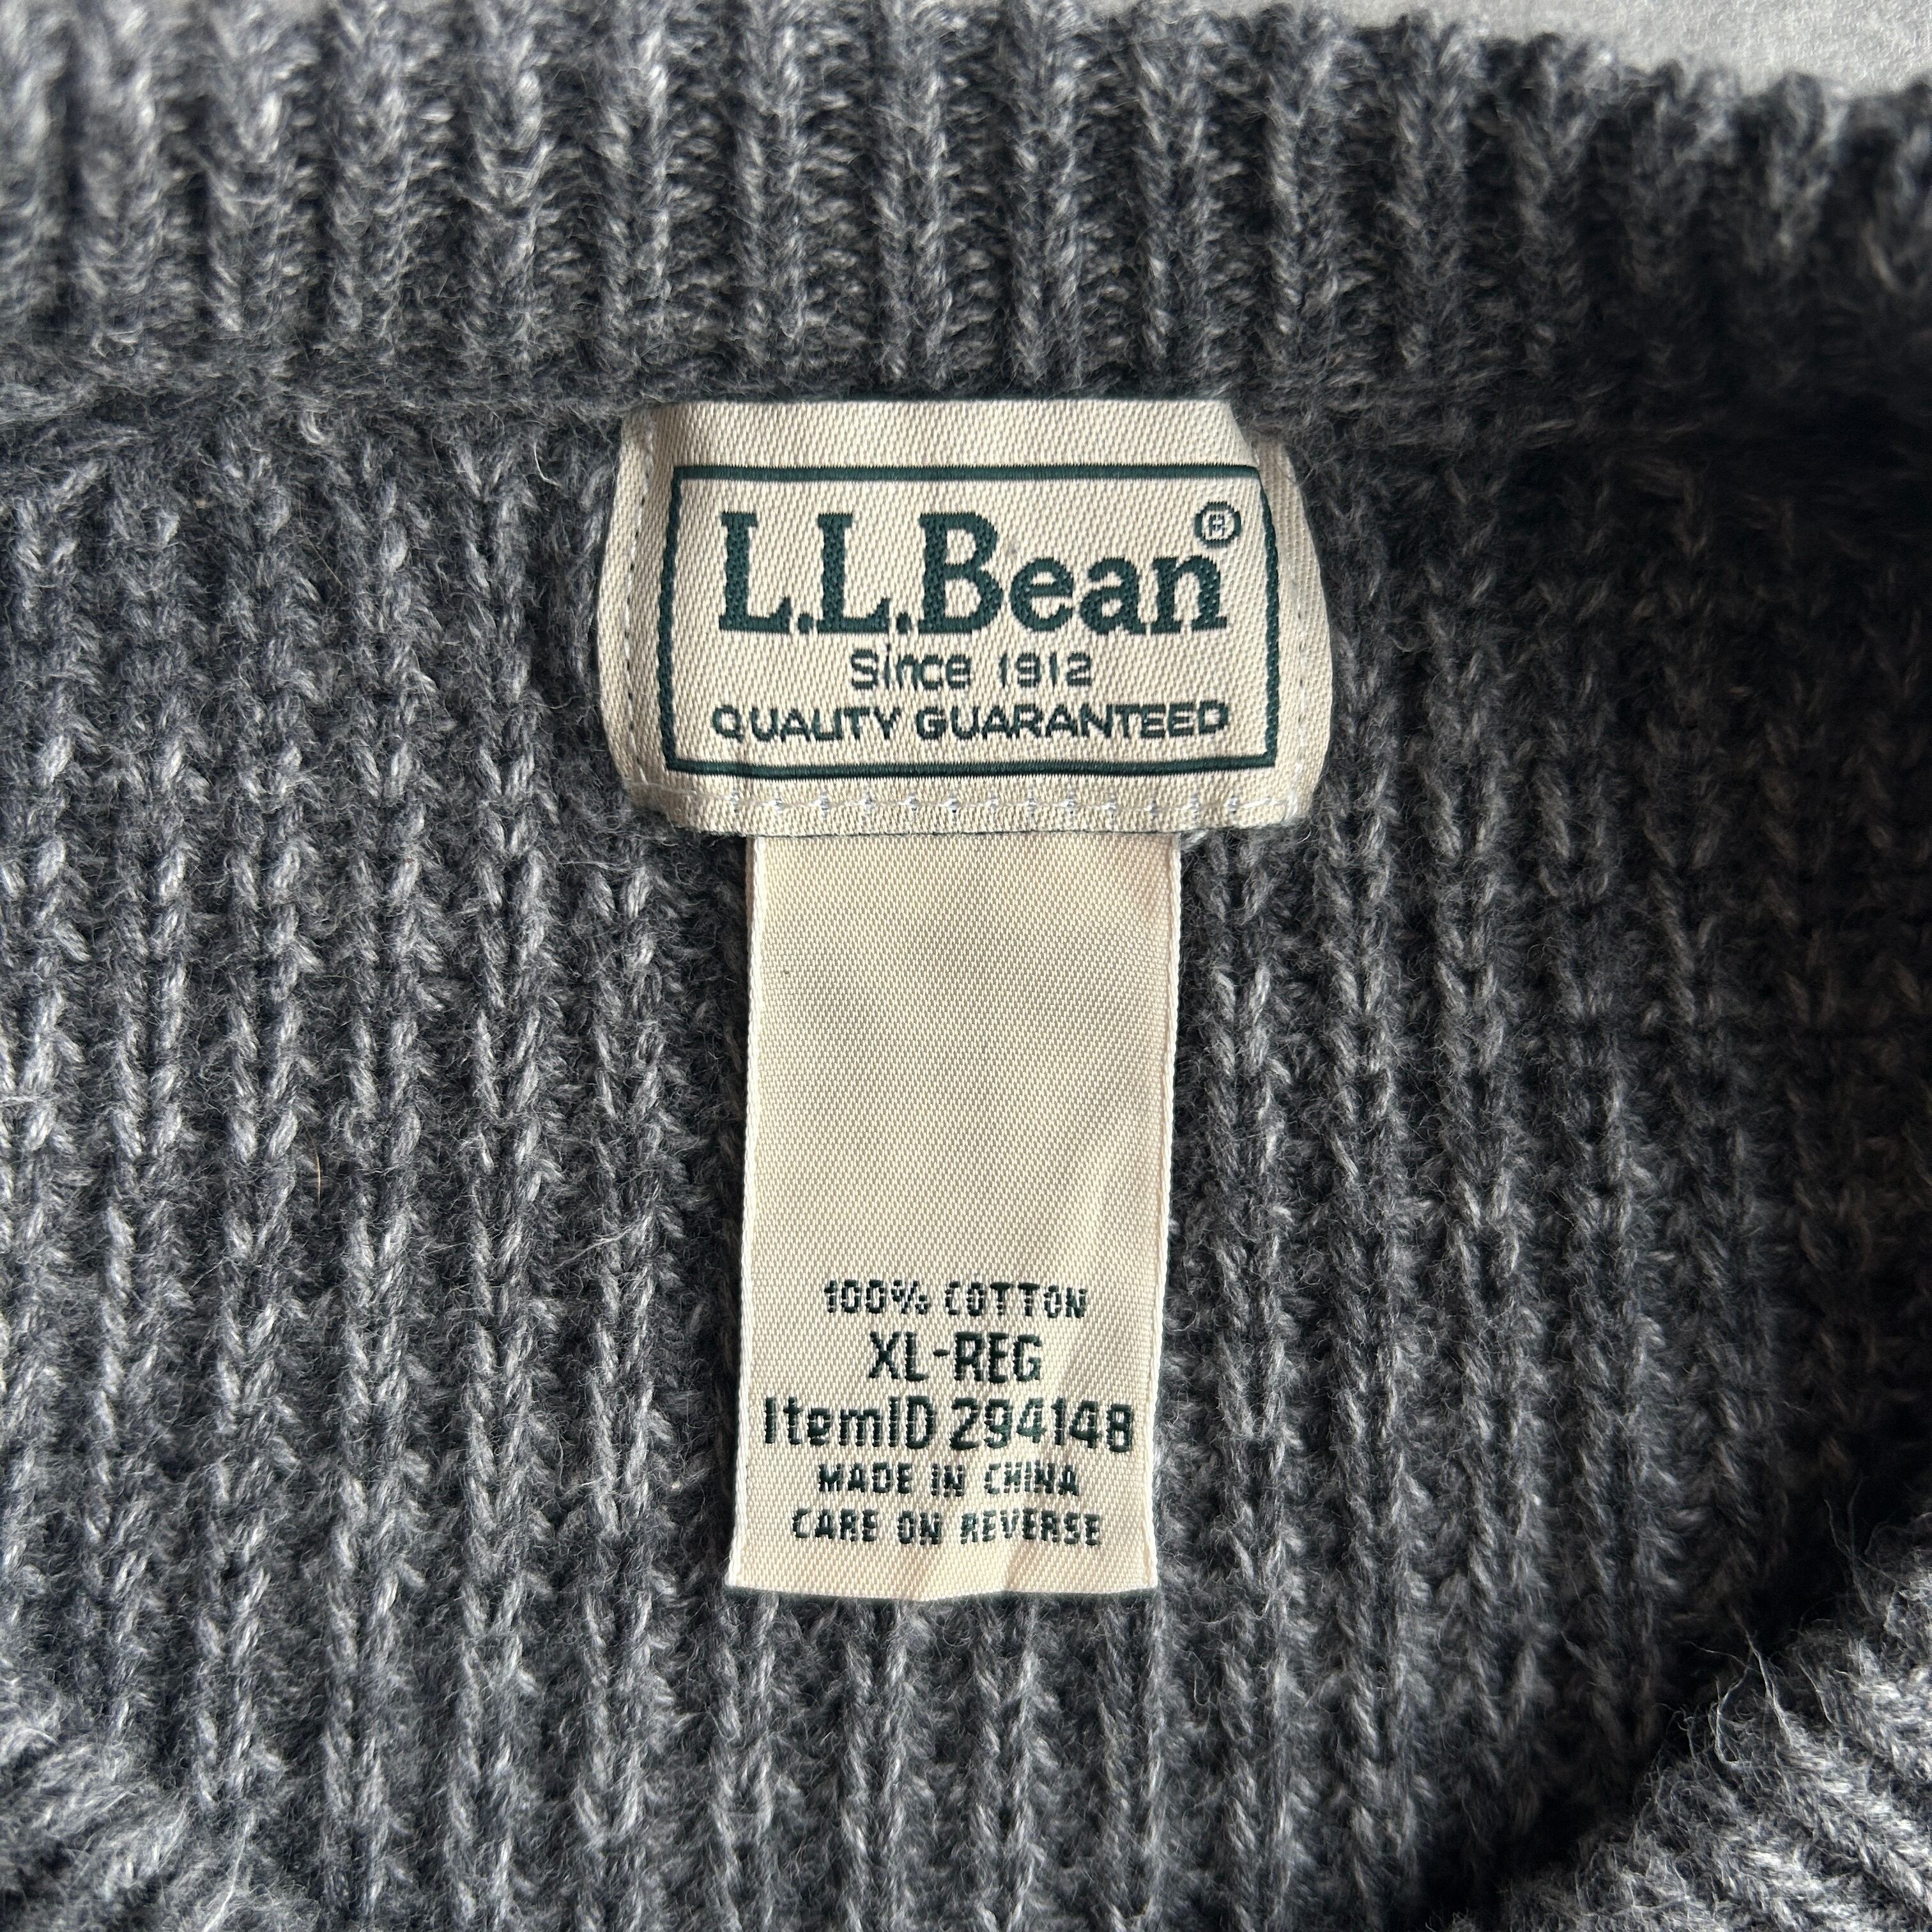 L.L.Bean®
Since 1912
QUALITY GUARANTEED
100% COTTON
XL-REG
ItemID 294148
MADE IN CHINA
CARE ON REVERSE